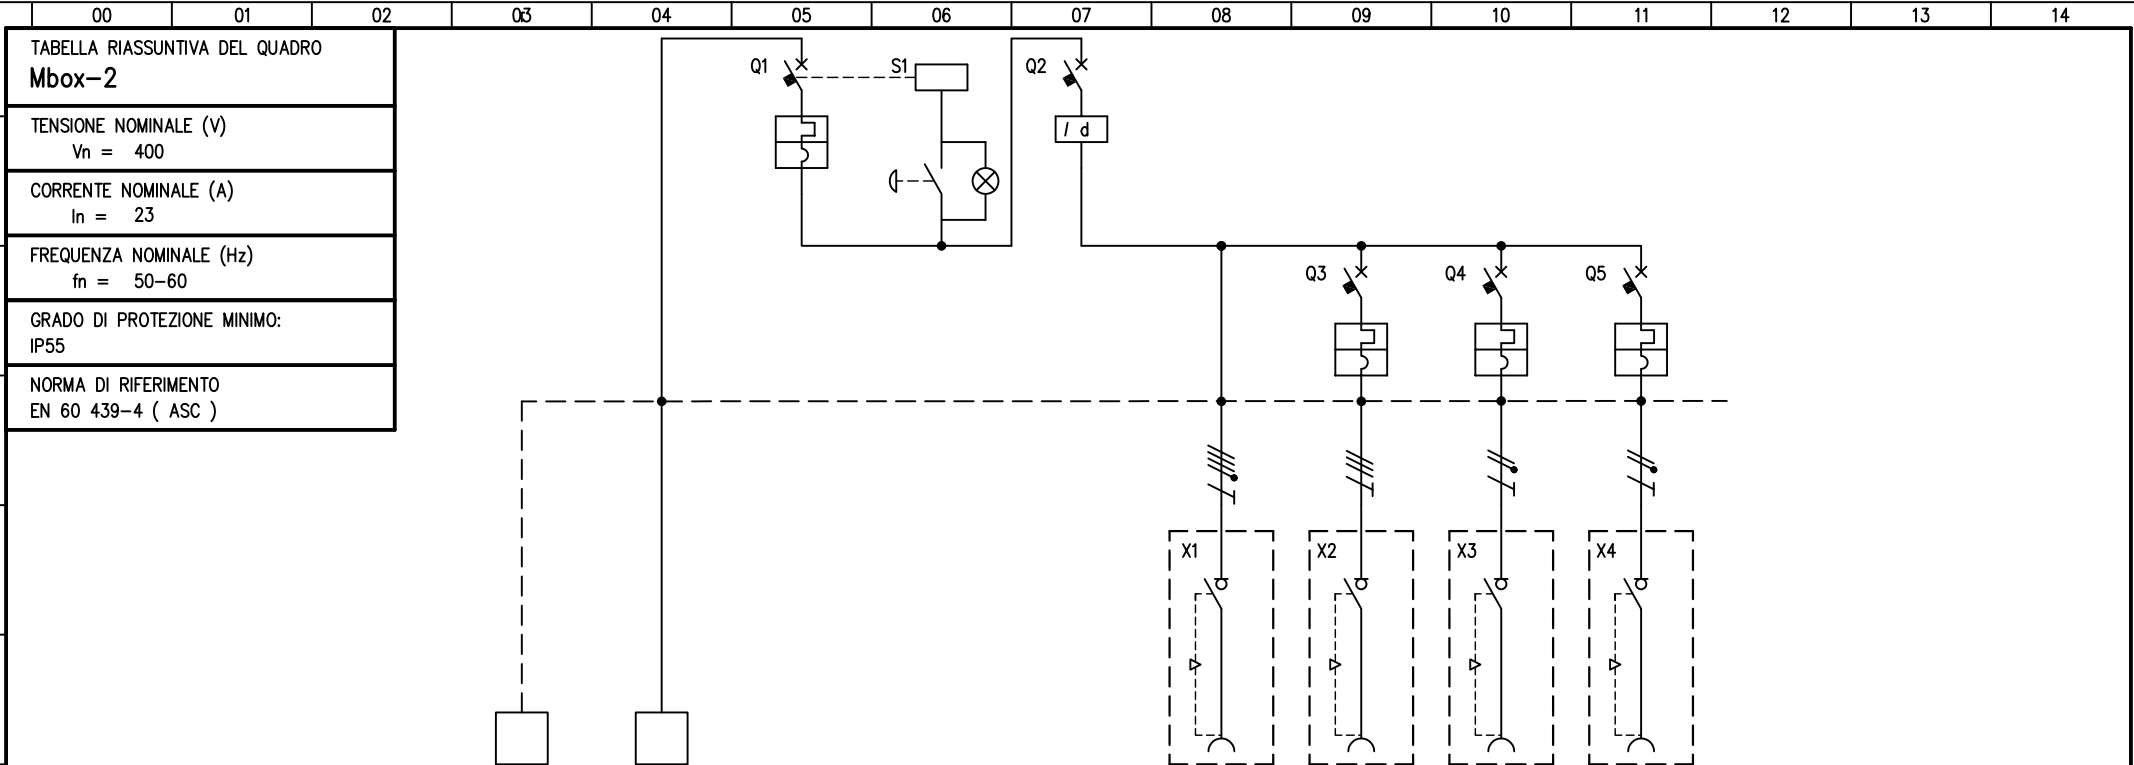 00 01 02 03 04 05 06 07 08 09 10 11 12 13 14
TABELLA RIASSUNTIVA DEL QUADRO
Mbox-2
TENSIONE NOMINALE (V)
Vn = 400
CORRENTE NOMINALE (A)
In = 23
FREQUENZA NOMINALE (Hz)
fn = 50-60
GRADO DI PROTEZIONE MINIMO:
IP55
NORMA DI RIFERIMENTO
EN 60 439-4 ( ASC )
Q1 S1 Q2
I d
Q3 Q4 Q5
X1 X2 X3 X4